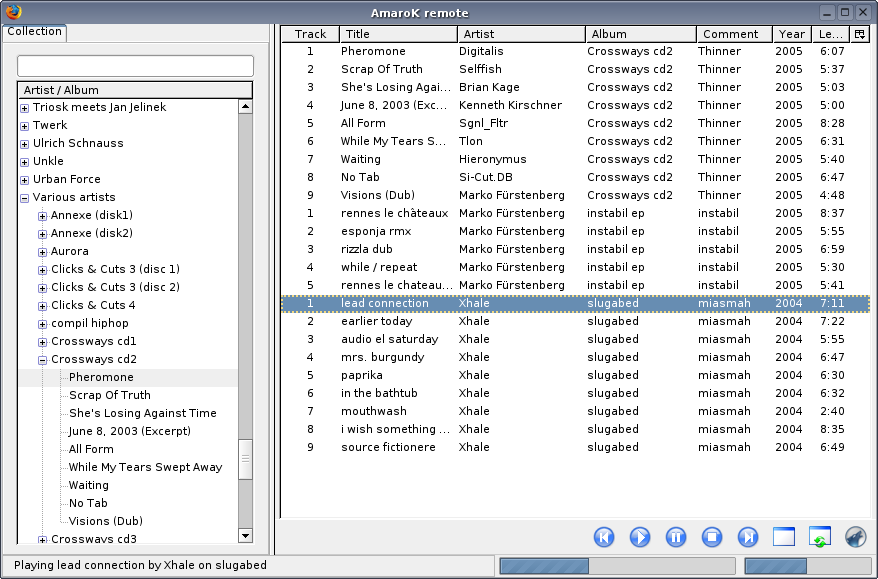 AmaroK remote
Collection
Artist / Album
Triosk meets Jan Jelinek
Twerk
Ulrich Schnauss
Unkle
Urban Force
Various artists
Annexe (disk1)
Annexe (disk2)
Aurora
Clicks & Cuts 3 (disc 1)
Clicks & Cuts 3 (disc 2)
Clicks & Cuts 4
compil hiphop
Crossways cd1
Crossways cd2
Pheromone
Scrap Of Truth
She's Losing Against Time
June 8, 2003 (Excerpt)
All Form
While My Tears Swept Away
Waiting
No Tab
Visions (Dub)
Crossways cd3
Track Title Artist Album Comment Year Le...
1 Pheromone Digitalis Crossways cd2 Thinner 2005 6:07
2 Scrap Of Truth Selffish Crossways cd2 Thinner 2005 5:37
3 She's Losing Agai... Brian Kage Crossways cd2 Thinner 2005 5:03
4 June 8, 2003 (Exc... Kenneth Kirschner Crossways cd2 Thinner 2005 5:00
5 All Form Sgnl_Fltr Crossways cd2 Thinner 2005 8:28
6 While My Tears S... Tlon Crossways cd2 Thinner 2005 6:31
7 Waiting Hieronymus Crossways cd2 Thinner 2005 5:40
8 No Tab Si-Cut.DB Crossways cd2 Thinner 2005 6:47
9 Visions (Dub) Marko Fürstenberg Crossways cd2 Thinner 2005 4:48
1 rennes le châteaux Marko Fürstenberg instabil ep instabil 2005 8:37
2 esponja rmx Marko Fürstenberg instabil ep instabil 2005 5:55
3 rizzla dub Marko Fürstenberg instabil ep instabil 2005 6:59
4 while / repeat Marko Fürstenberg instabil ep instabil 2005 5:30
5 rennes le chateau... Marko Fürstenberg instabil ep instabil 2005 5:41
1 lead connection Xhale slugabed miasmah 2004 7:11
2 earlier today Xhale slugabed miasmah 2004 7:22
3 audio el saturday Xhale slugabed miasmah 2004 5:55
4 mrs. burgundy Xhale slugabed miasmah 2004 6:47
5 paprika Xhale slugabed miasmah 2004 6:30
6 in the bathtub Xhale slugabed miasmah 2004 6:32
7 mouthwash Xhale slugabed miasmah 2004 2:40
8 i wish something ... Xhale slugabed miasmah 2004 8:35
9 source fictionere Xhale slugabed miasmah 2004 6:49
Playing lead connection by Xhale on slugabed